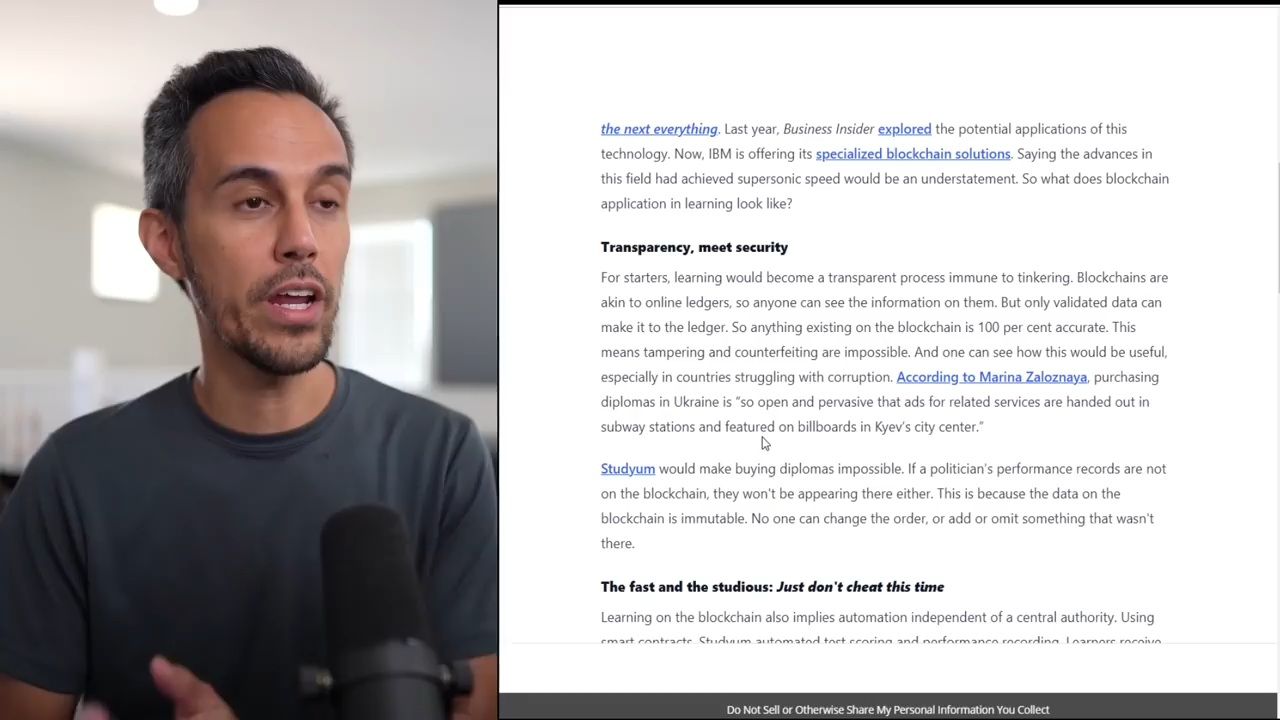 the next everything. Last year, Business Insider explored the potential applications of this
technology. Now, IBM is offering its specialized blockchain solutions. Saying the advances in
this field had achieved supersonic speed would be an understatement. So what does blockchain
application in learning look like?
Transparency, meet security
For starters, learning would become a transparent process immune to tinkering. Blockchains are
akin to online ledgers, so anyone can see the information on them. But only validated data can
make it to the ledger. So anything existing on the blockchain is 100 per cent accurate. This
means tampering and counterfeiting are impossible. And one can see how this would be useful,
especially in countries struggling with corruption. According to Marina Zaloznaya, purchasing
diplomas in Ukraine is “so open and pervasive that ads for related services are handed out in
subway stations and featured on billboards in Kyev’s city center.”
Studyum would make buying diplomas impossible. If a politician's performance records are not
on the blockchain, they won't be appearing there either. This is because the data on the
blockchain is immutable. No one can change the order, or add or omit something that wasn't
there.
The fast and the studious: Just don't cheat this time
Learning on the blockchain also implies automation independent of a central authority. Using
smart contracts, Studyum automated test scoring and performance recording. Learners receive
Do Not Sell or Otherwise Share My Personal Information You Collect